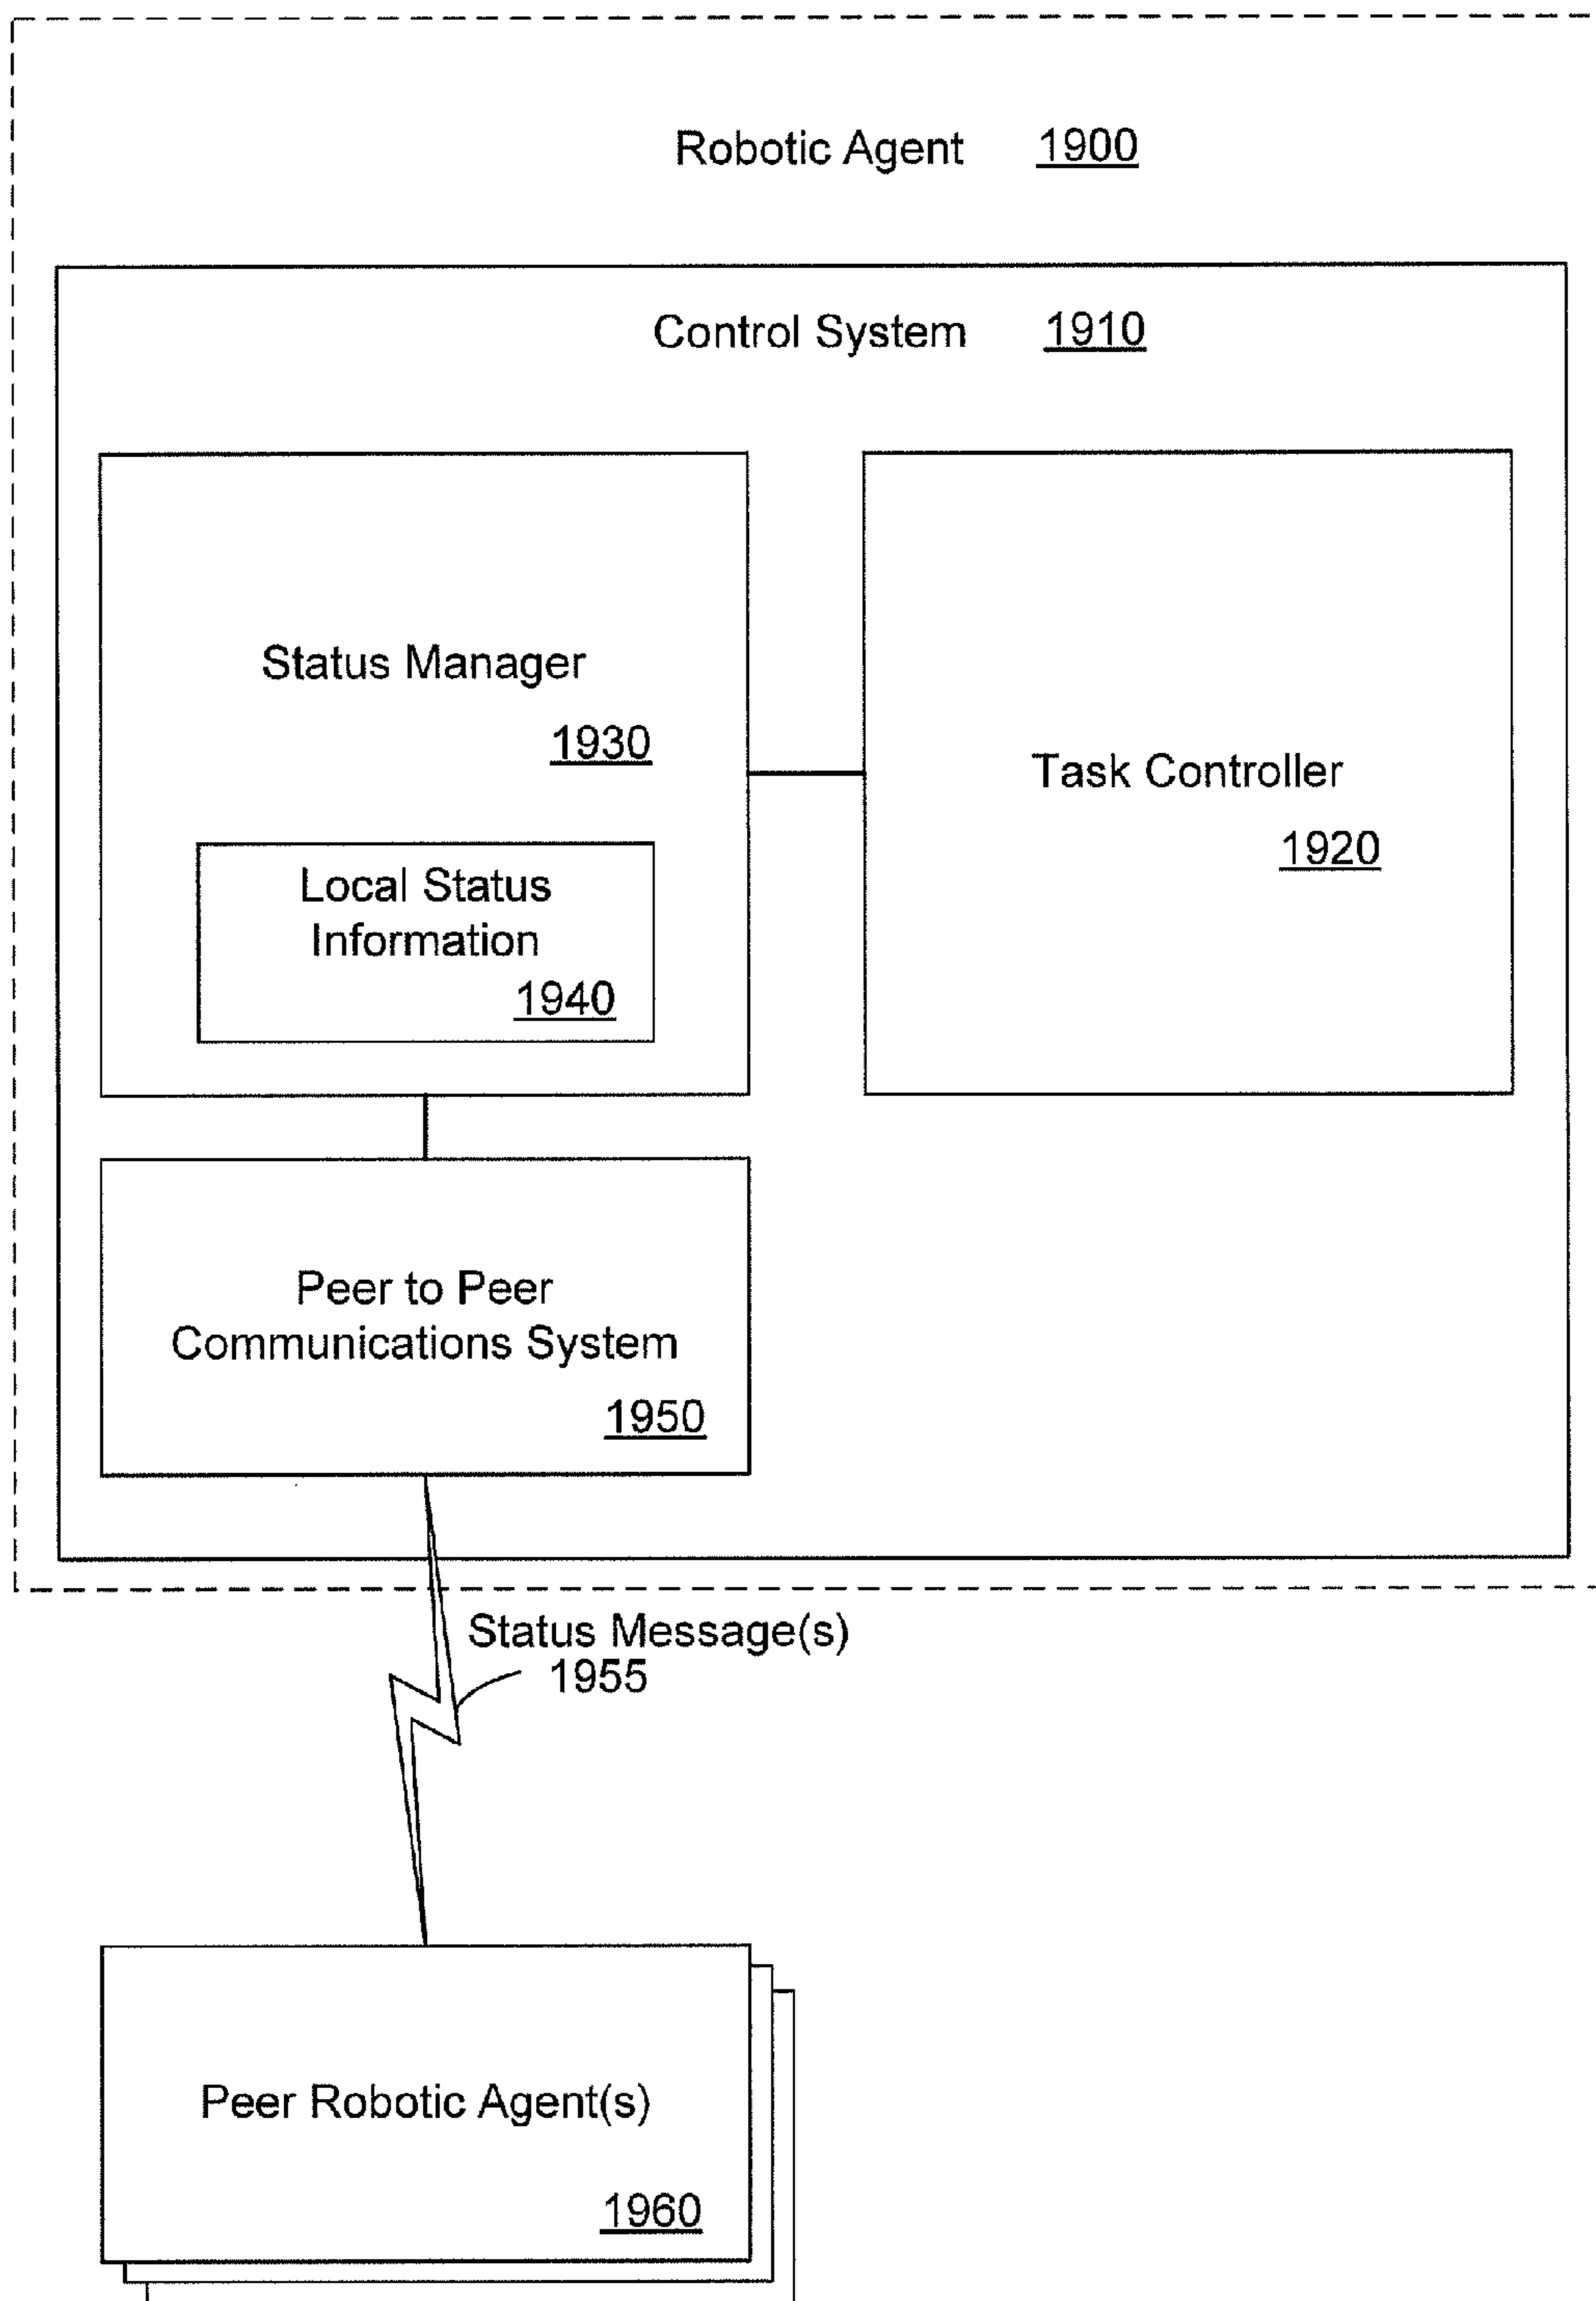 Robotic Agent 1900
Control System 1910
Status Manager
1930
Local Status
Information
1940
Task Controller
1920
Peer to Peer
Communications System
1950
Status Message(s)
1955
Peer Robotic Agent(s)
1960